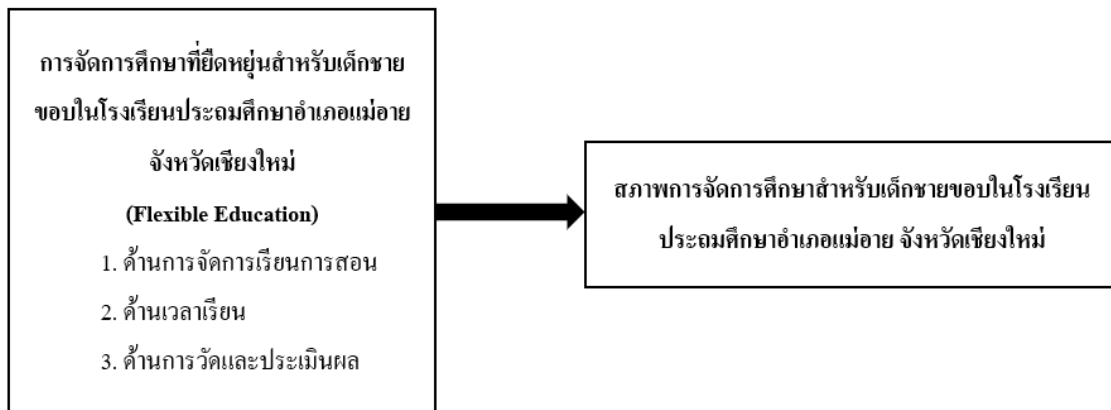 การจัดการศึกษาที่ยืดหยุ่นสำหรับเด็กชาย
ขอบในโรงเรียนประถมศึกษาอำเภอแม่อาย
จังหวัดเชียงใหม่
(Flexible Education)
1. ด้านการจัดการเรียนการสอน
2. ด้านเวลาเรียน
3. ด้านการวัดและประเมินผล
สภาพการจัดการศึกษาสำหรับเด็กชายขอบในโรงเรียน
ประถมศึกษาอำเภอแม่อาย จังหวัดเชียงใหม่